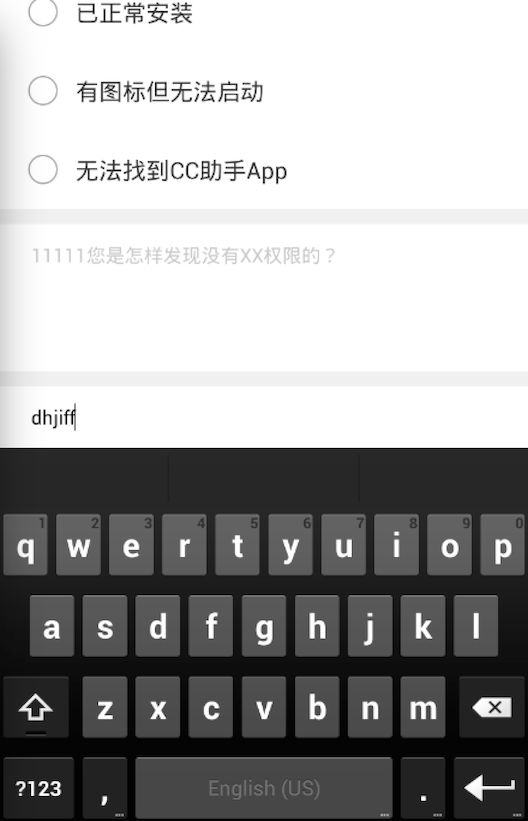 已正常安装
有图标但无法启动
无法找到CC助手App
11111您是怎样发现没有XX权限的？
dhjiff
1 2 3 4 5 6 7 8 9 0
q w e r t y u i o p
a s d f g h j k l
z x c v b n m
?123 , English (US) .